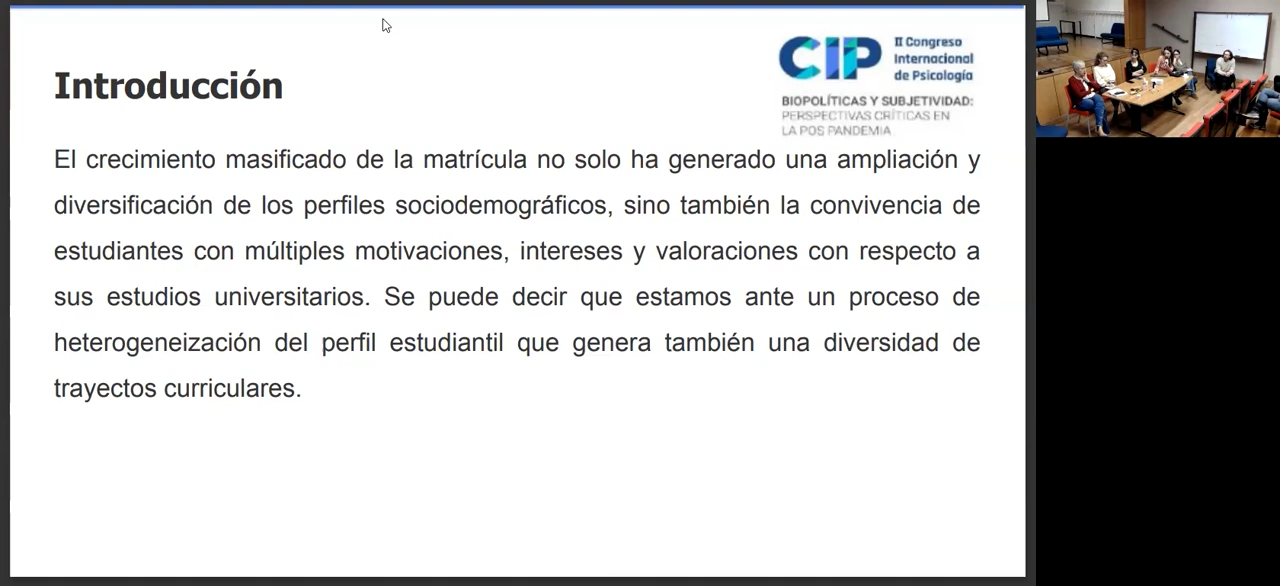 Introducción
CIP
II Congreso
Internacional
de Psicología
BIOPOLÍTICAS Y SUBJETIVIDAD:
PERSPECTIVAS CRÍTICAS EN
LA POS PANDEMIA
El crecimiento masificado de la matrícula no solo ha generado una ampliación y
diversificación de los perfiles sociodemográficos, sino también la convivencia de
estudiantes con múltiples motivaciones, intereses y valoraciones con respecto a
sus estudios universitarios. Se puede decir que estamos ante un proceso de
heterogeneización del perfil estudiantil que genera también una diversidad de
trayectos curriculares.